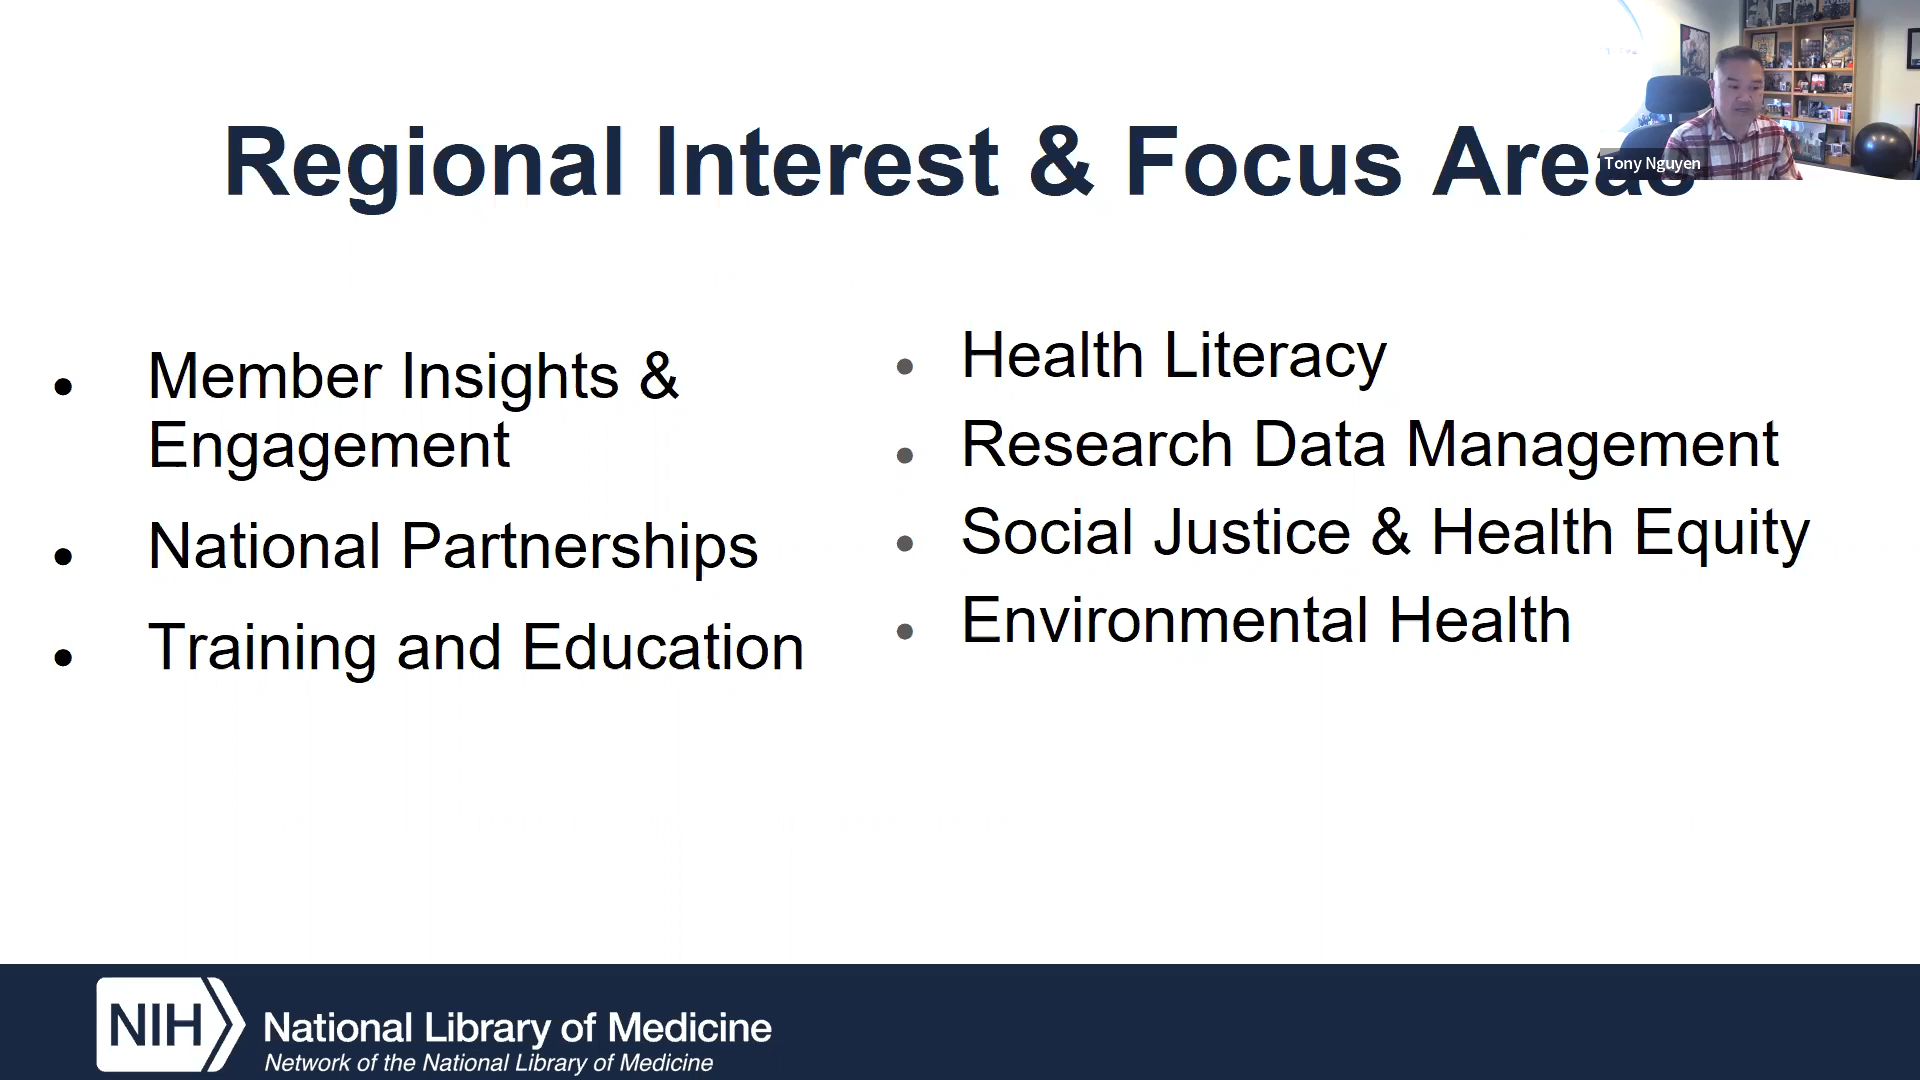 Regional Interest & Focus Areas
Tony Nguyen
Member Insights &
Engagement
National Partnerships
Training and Education
Health Literacy
Research Data Management
Social Justice & Health Equity
Environmental Health
NIH
National Library of Medicine
Network of the National Library of Medicine